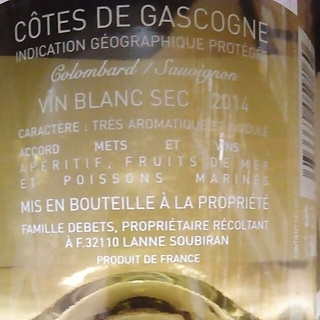 CÔTES DE GASCOGNE
INDICATION GÉOGRAPHIQUE PROTÉGÉE
Colombard / Sauvignon
VIN BLANC SEC 2014
CARACTÈRE : TRÈS AROMATIQUE ET ACIDULÉ
ACCORD METS ET VINS
APÉRITIF, FRUITS DE MER
ET POISSONS MARINÉS
MIS EN BOUTEILLE À LA PROPRIÉTÉ
FAMILLE DEBETS, PROPRIÉTAIRE RÉCOLTANT
À F.32110 LANNE SOUBIRAN
PRODUIT DE FRANCE